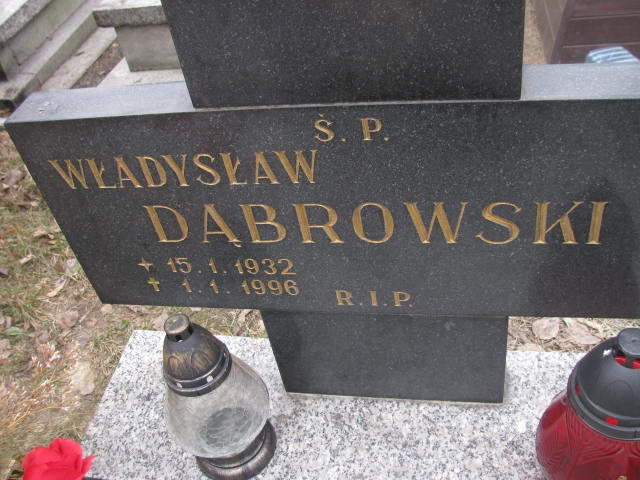 Ś.P.
WŁADYSŁAW
DĄBROWSKI
+ 15.1.1932
✝ 1.1.1996
R.I.P.